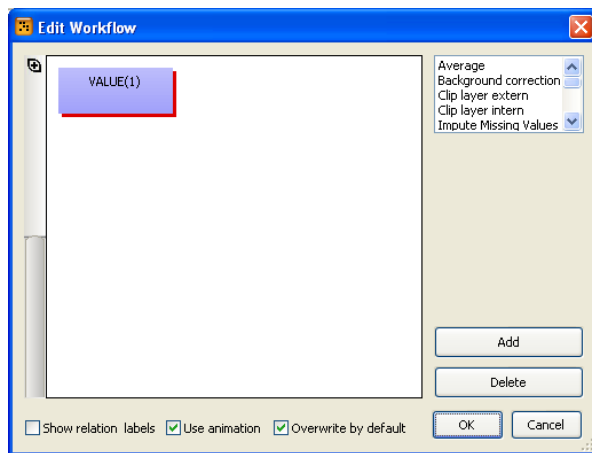 Edit Workflow
VALUE(1)
Average
Background correction
Clip layer extern
Clip layer intern
Impute Missing Values
Add
Delete
Show relation labels
Use animation
Overwrite by default
OK
Cancel